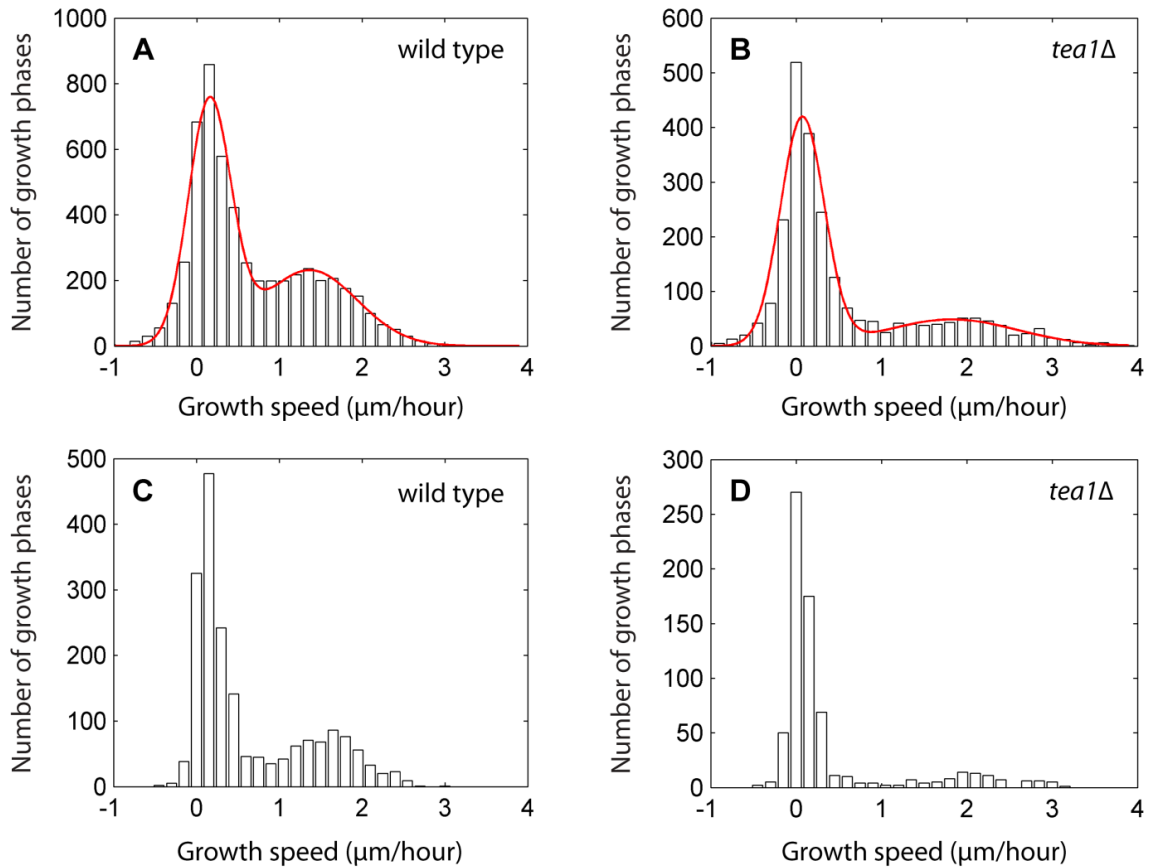 A
wild type
Number of growth phases
1000
800
600
400
200
0
-1 0 1 2 3 4
Growth speed (µm/hour)
B
tea1Δ
Number of growth phases
600
500
400
300
200
100
0
-1 0 1 2 3 4
Growth speed (µm/hour)
C
wild type
Number of growth phases
500
400
300
200
100
0
-1 0 1 2 3 4
Growth speed (µm/hour)
D
tea1Δ
Number of growth phases
300
250
200
150
100
50
0
-1 0 1 2 3 4
Growth speed (µm/hour)